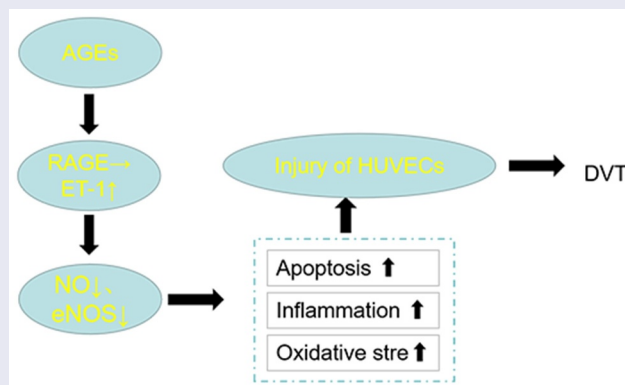 AGEs
RAGE→
ET-1↑
NO↓、
eNOS↓
Injury of HUVECs
DVT
Apoptosis ⬆
Inflammation ⬆
Oxidative stre ⬆